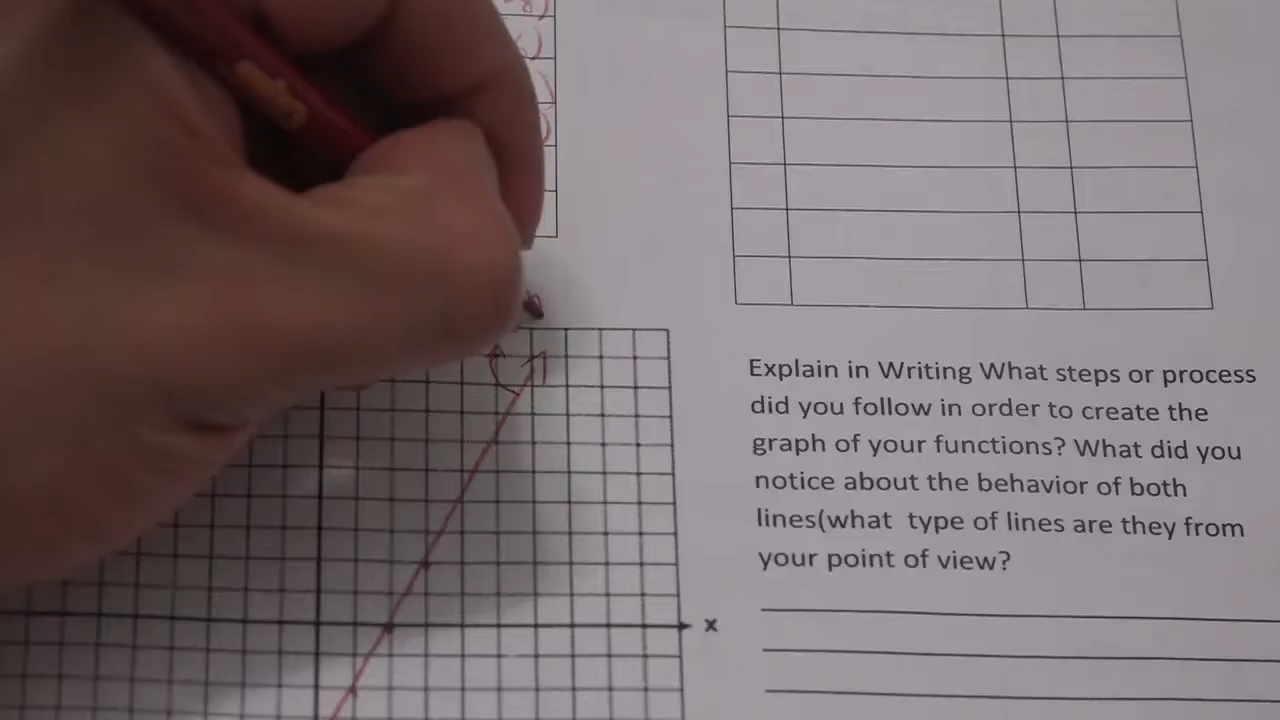 Explain in Writing What steps or process
did you follow in order to create the
graph of your functions? What did you
notice about the behavior of both
lines(what type of lines are they from
your point of view?
x